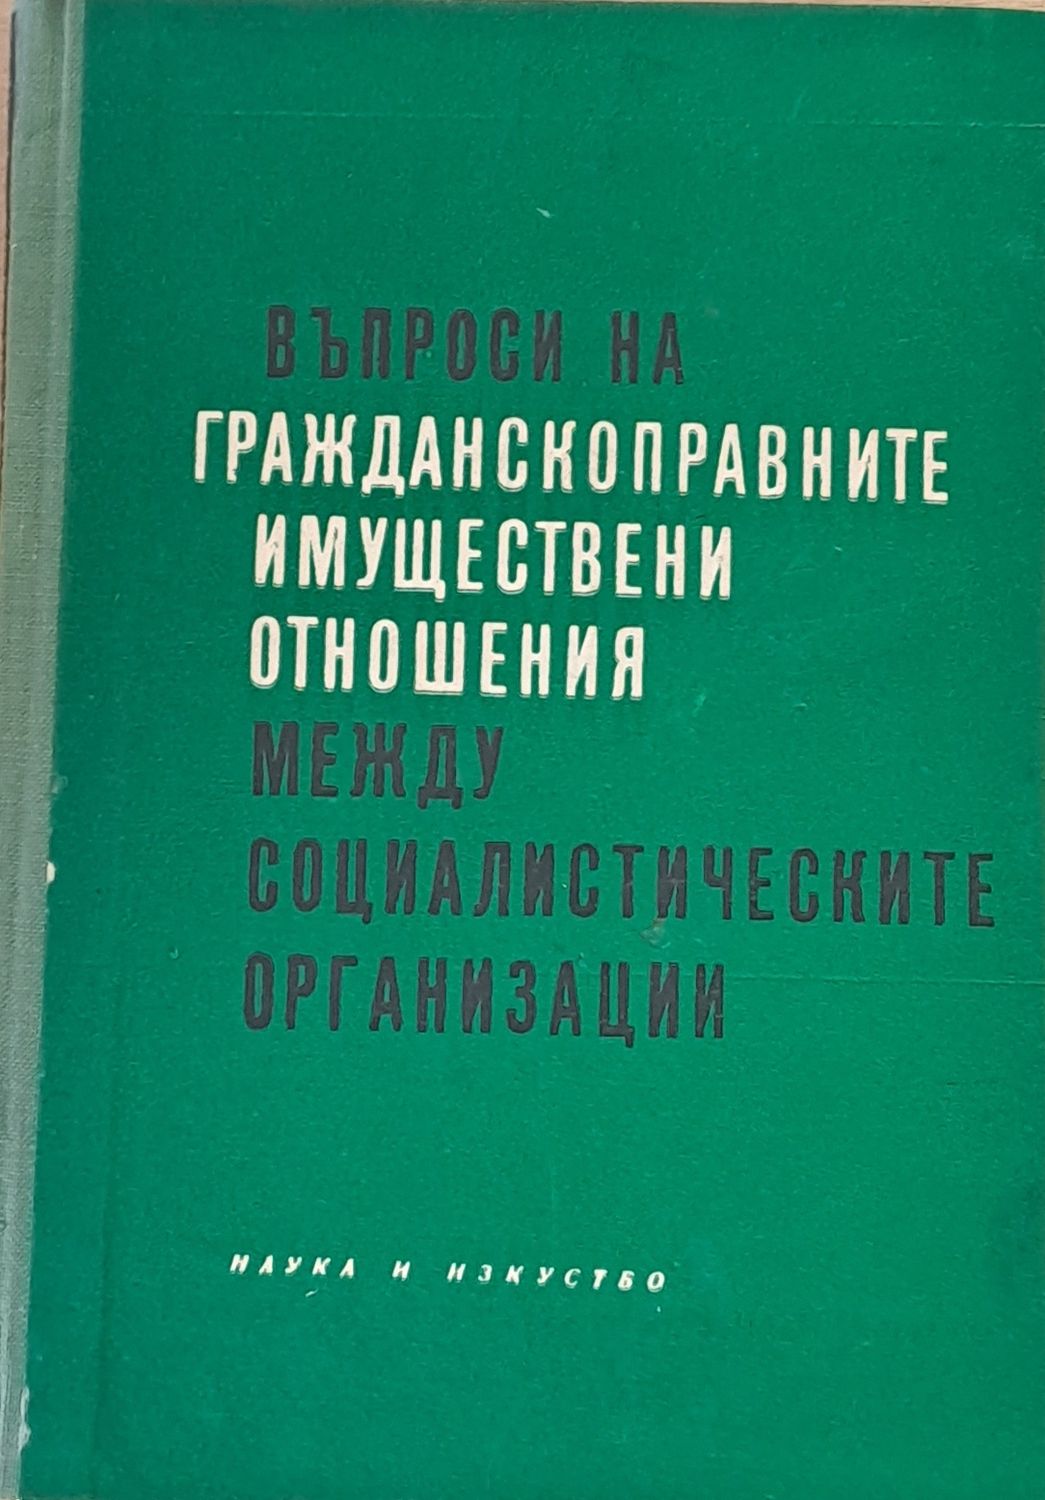 ВЪПРОСИ НА
ГРАЖДАНСКОПРАВНИТЕ
ИМУЩЕСТВЕНИ
ОТНОШЕНИЯ
МЕЖДУ
СОЦИАЛИСТИЧЕСКИТЕ
ОРГАНИЗАЦИИ
НАУКА И ИЗКУСТВО